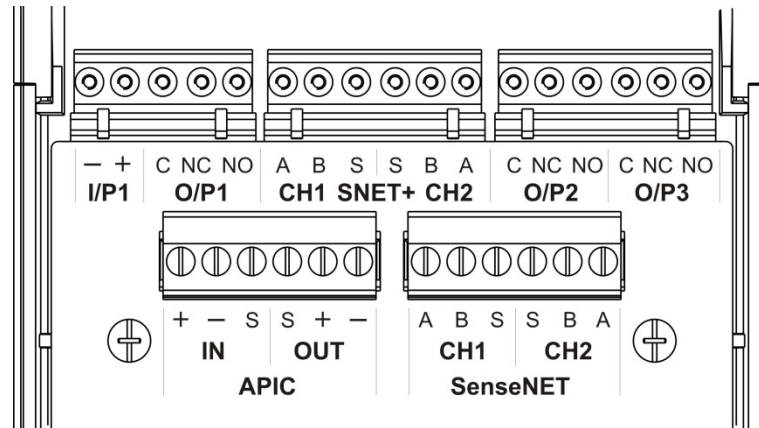 − + C NC NO A B S S B A C NC NO C NC NO
I/P1 O/P1 CH1 SNET+ CH2 O/P2 O/P3
+ − S S + − A B S S B A
IN OUT CH1 CH2
APIC SenseNET